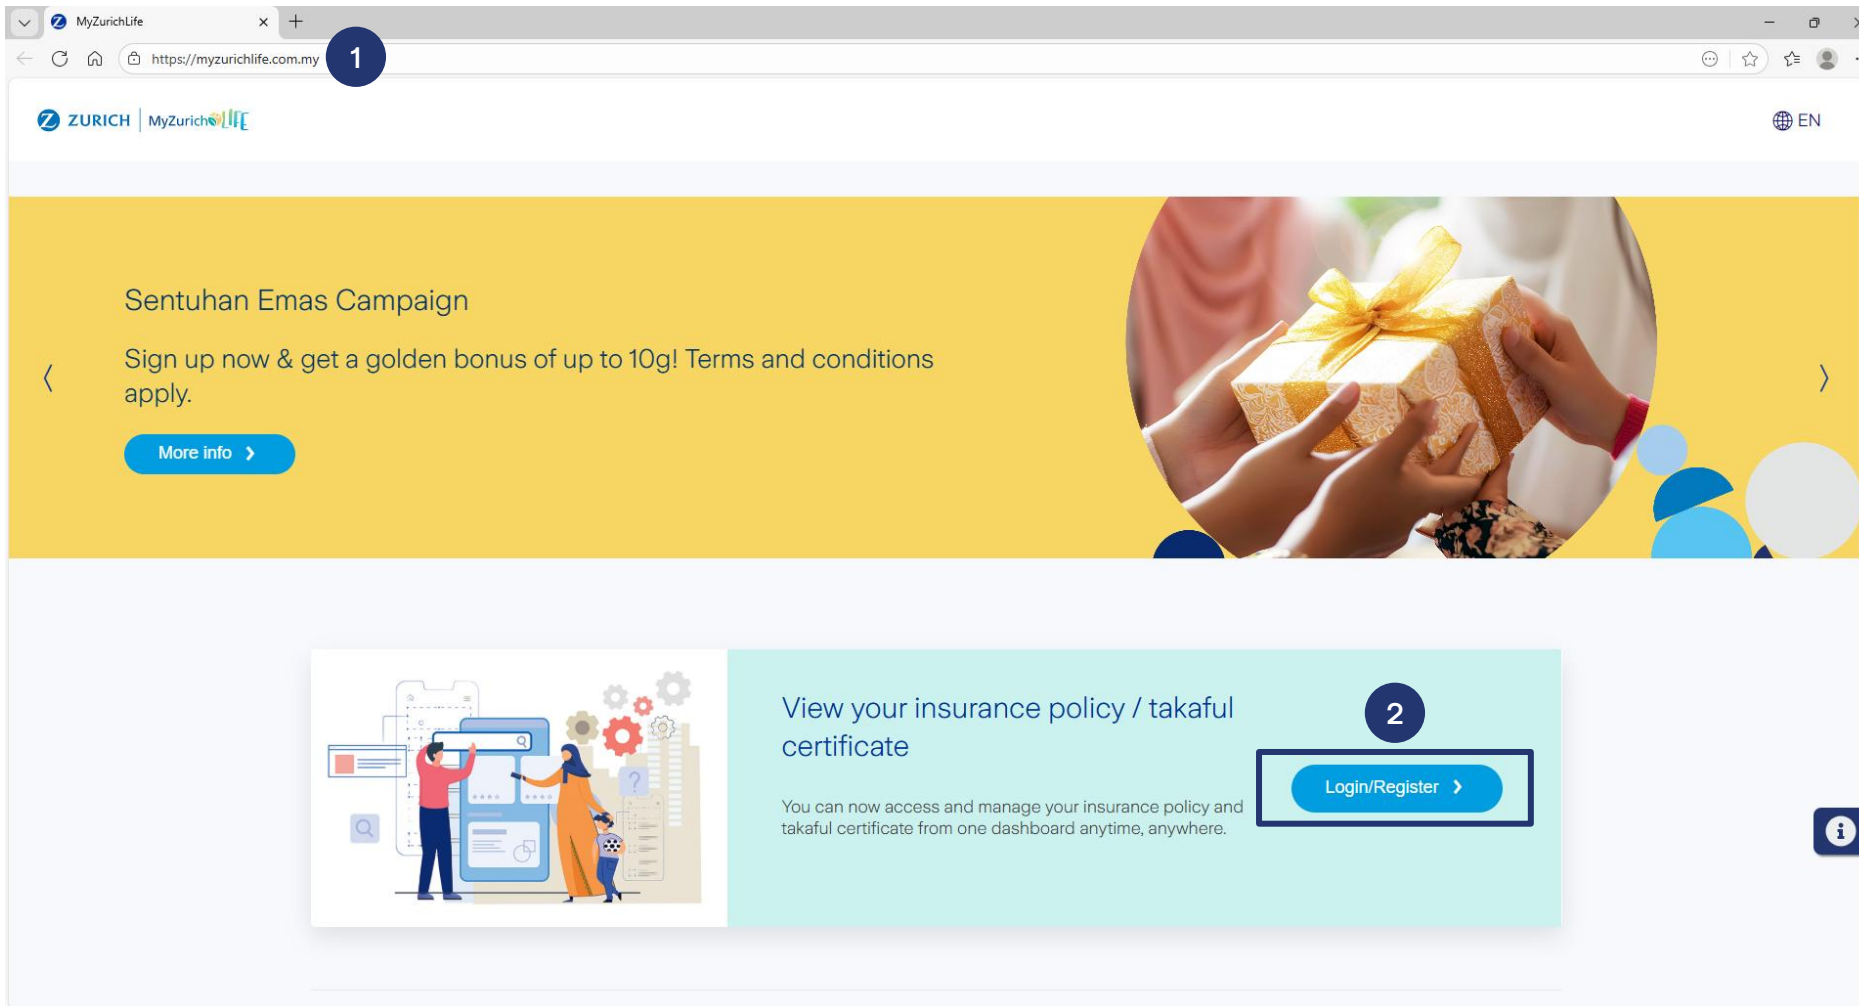 MyZurichLife
https://myzurichlife.com.my
1
ZURICH | MyZurich LIFE
EN
Sentuhan Emas Campaign
Sign up now & get a golden bonus of up to 10g! Terms and conditions
apply.
More info
View your insurance policy / takaful
certificate
You can now access and manage your insurance policy and
takaful certificate from one dashboard anytime, anywhere.
2
Login/Register